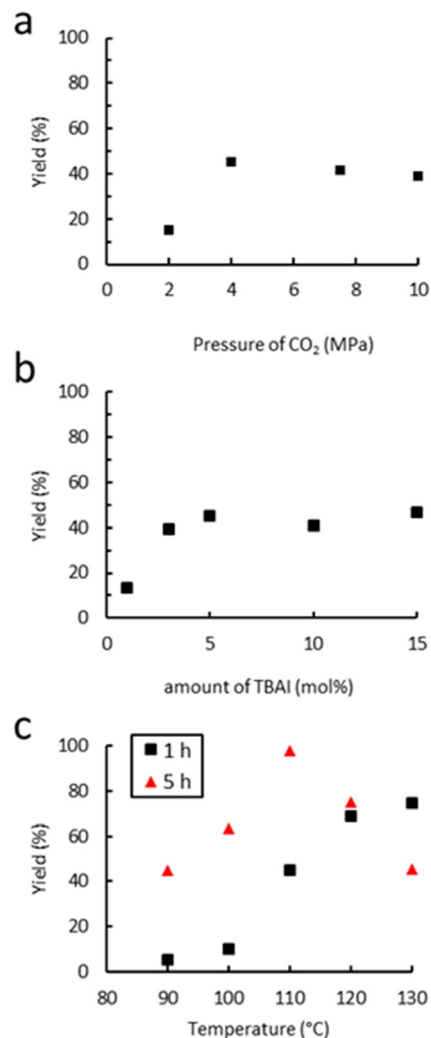 a
100
80
60
40
20
0
0 2 4 6 8 10
Yield (%)
Pressure of CO₂ (MPa)
b
100
80
60
40
20
0
0 5 10 15
Yield (%)
amount of TBAI (mol%)
c
100
80
60
40
20
0
1 h
5 h
80 90 100 110 120 130
Yield (%)
Temperature (°C)